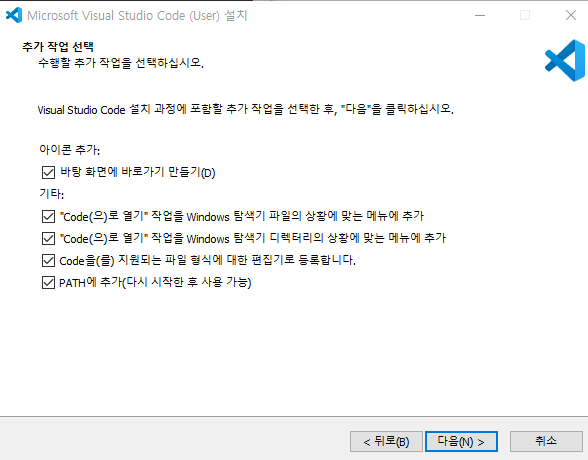 Microsoft Visual Studio Code (User) 설치
추가 작업 선택
수행할 추가 작업을 선택하십시오.
Visual Studio Code 설치 과정에 포함할 추가 작업을 선택한 후, "다음"을 클릭하십시오.
아이콘 추가:
바탕 화면에 바로가기 만들기(D)
기타:
"Code(으)로 열기" 작업을 Windows 탐색기 파일의 상황에 맞는 메뉴에 추가
"Code(으)로 열기" 작업을 Windows 탐색기 디렉터리의 상황에 맞는 메뉴에 추가
Code을(를) 지원되는 파일 형식에 대한 편집기로 등록합니다.
PATH에 추가(다시 시작한 후 사용 가능)
< 뒤로(B) 다음(N) > 취소